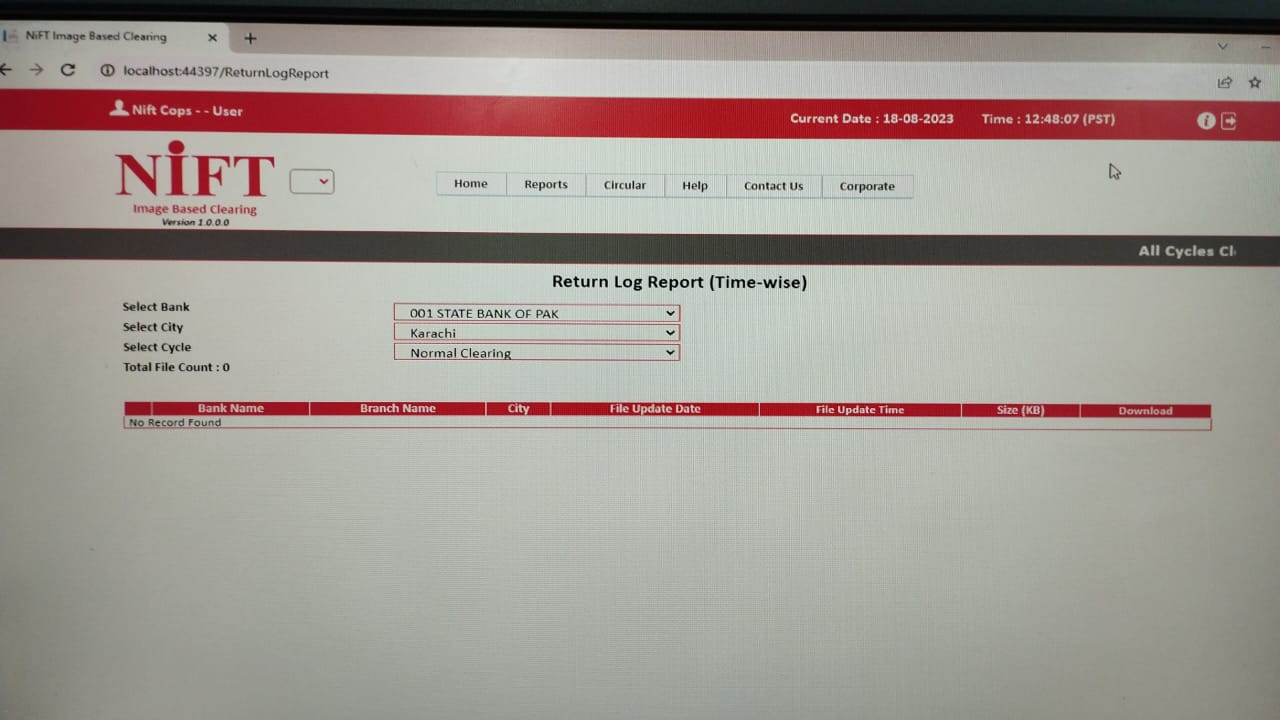 NiFT Image Based Clearing
localhost:44397/ReturnLogReport
Nift Cops - - User
Current Date : 18-08-2023 Time : 12:48:07 (PST)
NiFT
Image Based Clearing
Version 1.0.0.0
Home Reports Circular Help Contact Us Corporate
All Cycles Cl
Return Log Report (Time-wise)
Select Bank 001 STATE BANK OF PAK
Select City Karachi
Select Cycle Normal Clearing
Total File Count : 0
Bank Name Branch Name City File Update Date File Update Time Size (KB) Download
No Record Found